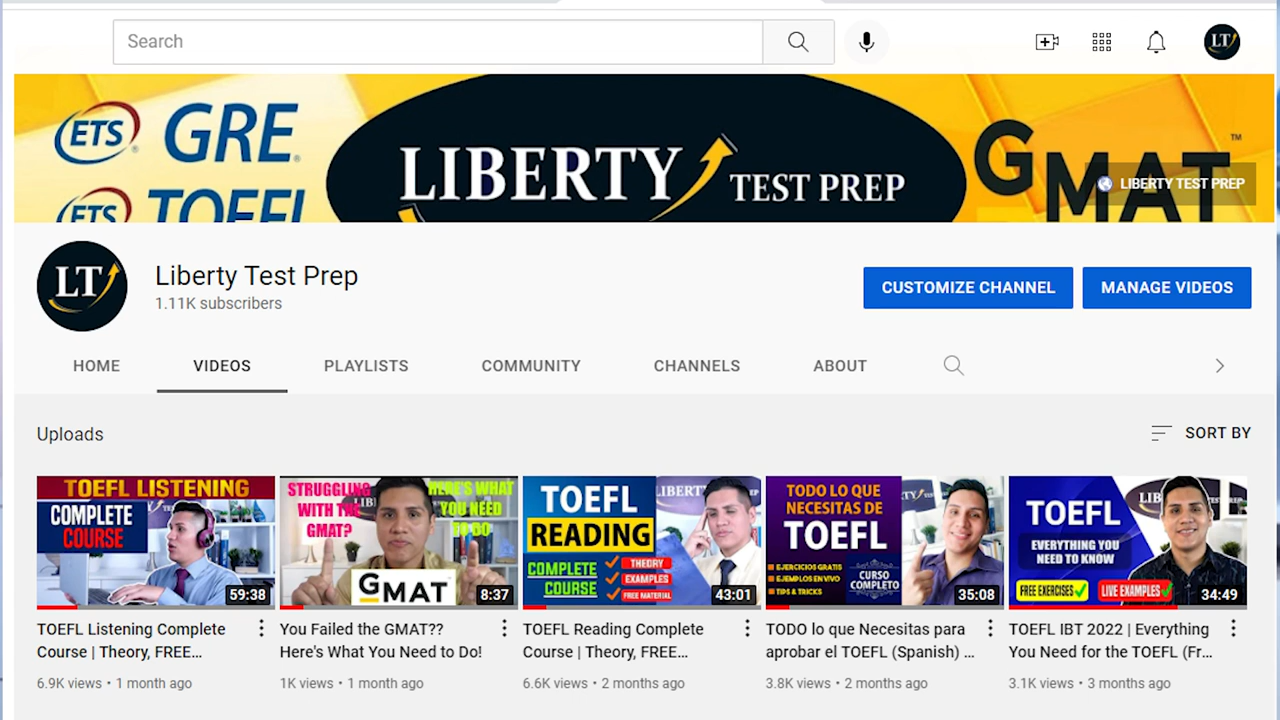 Search
LT
ETS GRE
ETS TOEFL
LIBERTY TEST PREP
GMAT™
LIBERTY TEST PREP
LT
Liberty Test Prep
1.11K subscribers
CUSTOMIZE CHANNEL
MANAGE VIDEOS
HOME
VIDEOS
PLAYLISTS
COMMUNITY
CHANNELS
ABOUT
Uploads
SORT BY
TOEFL LISTENING
COMPLETE
COURSE
59:38
TOEFL Listening Complete
Course | Theory, FREE...
6.9K views • 1 month ago
STRUGGLING
WITH THE
GMAT?
HERE'S WHAT
YOU NEED
TO DO
GMAT
8:37
You Failed the GMAT??
Here's What You Need to Do!
1K views • 1 month ago
TOEFL
READING
COMPLETE
COURSE
THEORY
EXAMPLES
FREE MATERIAL
LIBERT
EP
43:01
TOEFL Reading Complete
Course | Theory, FREE...
6.6K views • 2 months ago
TODO LO QUE
NECESITAS DE
TOEFL
EJERCICIOS GRATIS
EJEMPLOS EN VIVO
TIPS & TRICKS
CURSO
COMPLETO
35:08
TODO lo que Necesitas para
aprobar el TOEFL (Spanish) ...
3.8K views • 2 months ago
TOEFL
EVERYTHING YOU
NEED TO KNOW
FREE EXERCISES
LIVE EXAMPLES
LIB
34:49
TOEFL IBT 2022 | Everything
You Need for the TOEFL (Fr...
3.1K views • 3 months ago